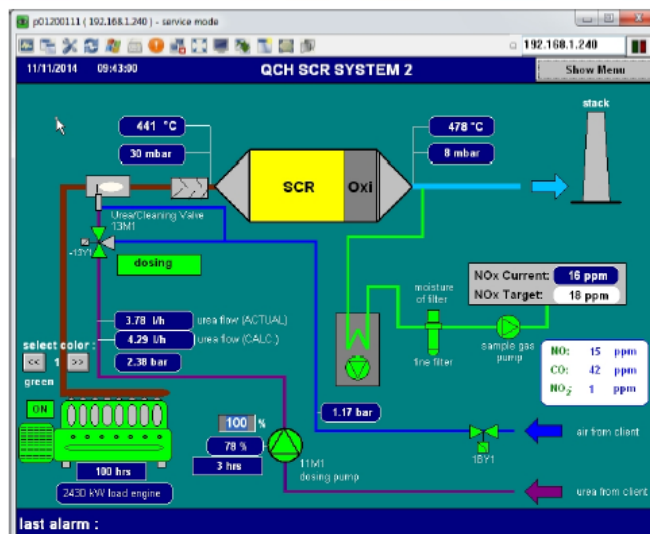 p01200111 ( 192.168.1.240 ) - service mode
192.168.1.240
11/11/2014 09:43:00 QCH SCR SYSTEM 2 Show Menu
stack
441 °C
478 °C
30 mbar
8 mbar
SCR Oxi
Urea/Cleaning Valve
13M1
-15Y1
dosing
NOx Current: 16 ppm
NOx Target: 18 ppm
moisture
of filter
3.78 l/h urea flow (ACTUAL)
4.29 l/h urea flow (CALC )
2.38 bar
fine filter
sample gas
pump
select color :
<< 1 >>
green
NO: 15 ppm
CO: 42 ppm
NO2: 1 ppm
ON
100 %
1.17 bar
78 %
3 hrs
11M1
dosing pump
18Y1
air from client
100 hrs
2430 kW load engine
urea from client
last alarm :